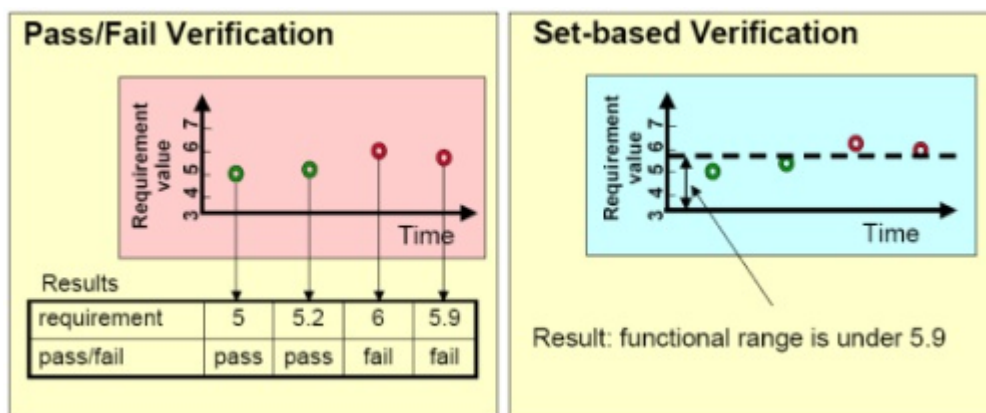 Pass/Fail Verification
Requirement
value
3 4 5 6 7
Time
Results
requirement 5 5.2 6 5.9
pass/fail pass pass fail fail
Set-based Verification
Requirement
value
3 4 5 6 7
Time
Result: functional range is under 5.9